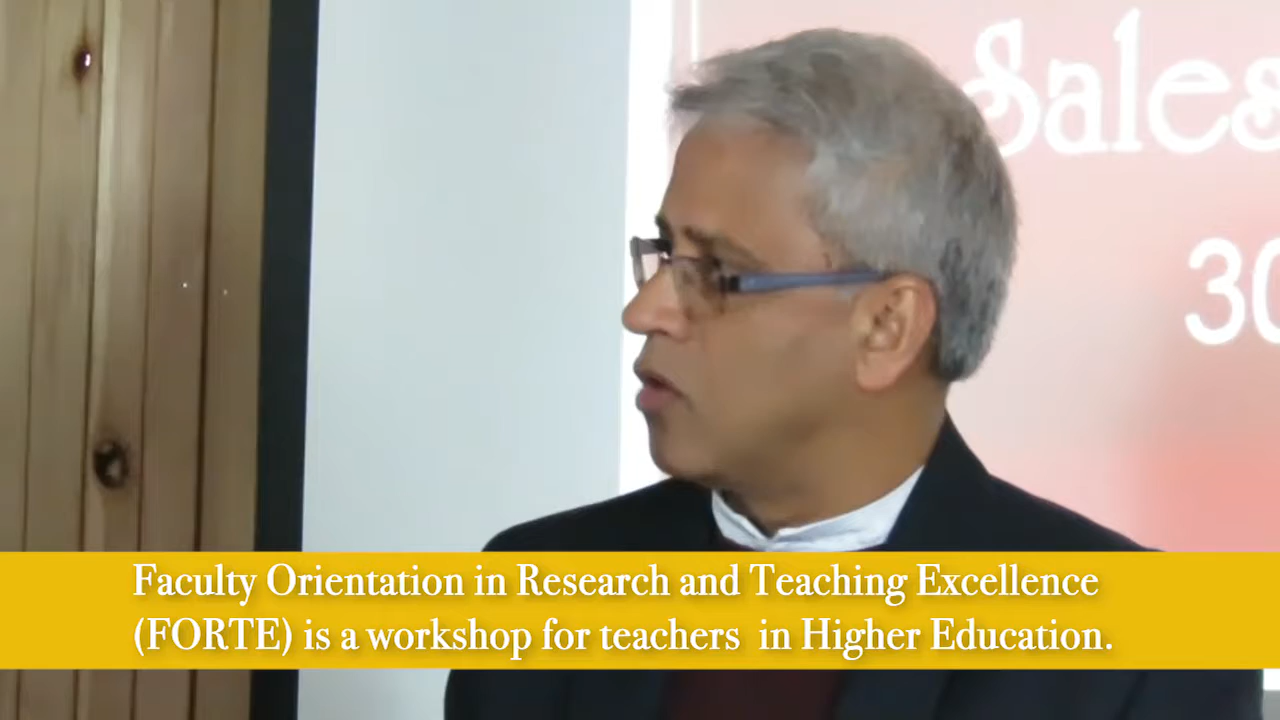 Sales
30
Faculty Orientation in Research and Teaching Excellence
(FORTE) is a workshop for teachers in Higher Education.